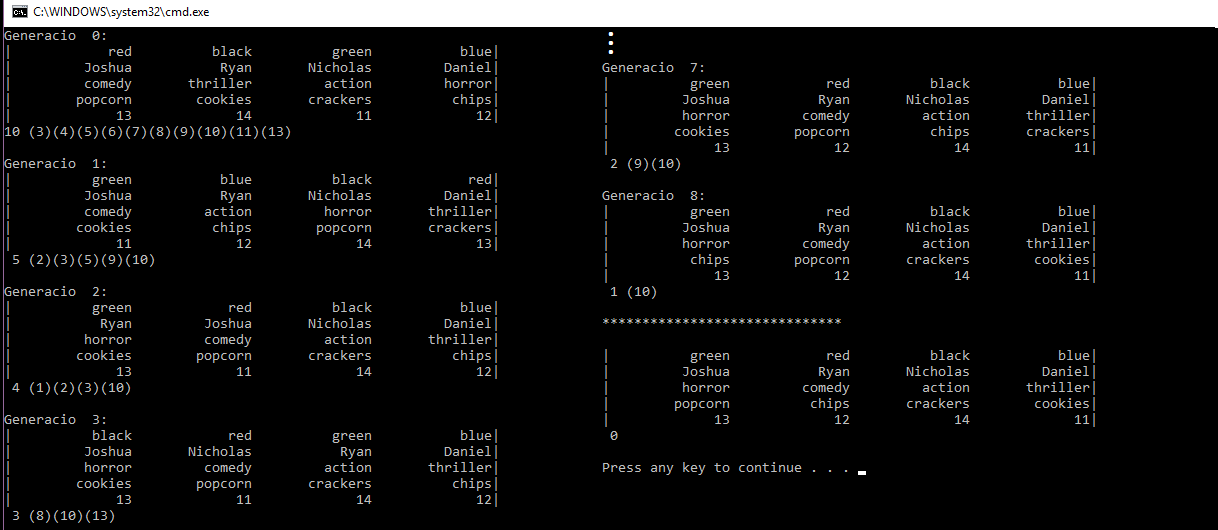 C:\WINDOWS\system32\cmd.exe
Generacio  0:
|            red          black          green           blue|
|         Joshua           Ryan       Nicholas         Daniel|
|         comedy       thriller         action         horror|
|        popcorn        cookies       crackers          chips|
|             13             14             11             12|
10 (3)(4)(5)(6)(7)(8)(9)(10)(11)(13)
Generacio  1:
|          green           blue          black            red|
|         Joshua           Ryan       Nicholas         Daniel|
|         comedy         action         horror       thriller|
|        cookies          chips        popcorn       crackers|
|             11             12             14             13|
 5 (2)(3)(5)(9)(10)
Generacio  2:
|          green            red          black           blue|
|           Ryan         Joshua       Nicholas         Daniel|
|         horror         comedy         action       thriller|
|        cookies        popcorn       crackers          chips|
|             13             11             14             12|
 4 (1)(2)(3)(10)
Generacio  3:
|          black            red          green           blue|
|         Joshua       Nicholas           Ryan         Daniel|
|         horror         comedy         action       thriller|
|        cookies        popcorn       crackers          chips|
|             13             11             14             12|
 3 (8)(10)(13)
Generacio  7:
|          green            red          black           blue|
|         Joshua           Ryan       Nicholas         Daniel|
|         horror         comedy         action       thriller|
|        cookies        popcorn          chips       crackers|
|             13             12             14             11|
 2 (9)(10)
Generacio  8:
|          green            red          black           blue|
|         Joshua           Ryan       Nicholas         Daniel|
|         horror         comedy         action       thriller|
|          chips        popcorn       crackers        cookies|
|             13             12             14             11|
 1 (10)
******************************
|          green            red          black           blue|
|         Joshua           Ryan       Nicholas         Daniel|
|         horror         comedy         action       thriller|
|        popcorn          chips       crackers        cookies|
|             13             12             14             11|
 0
Press any key to continue . . .